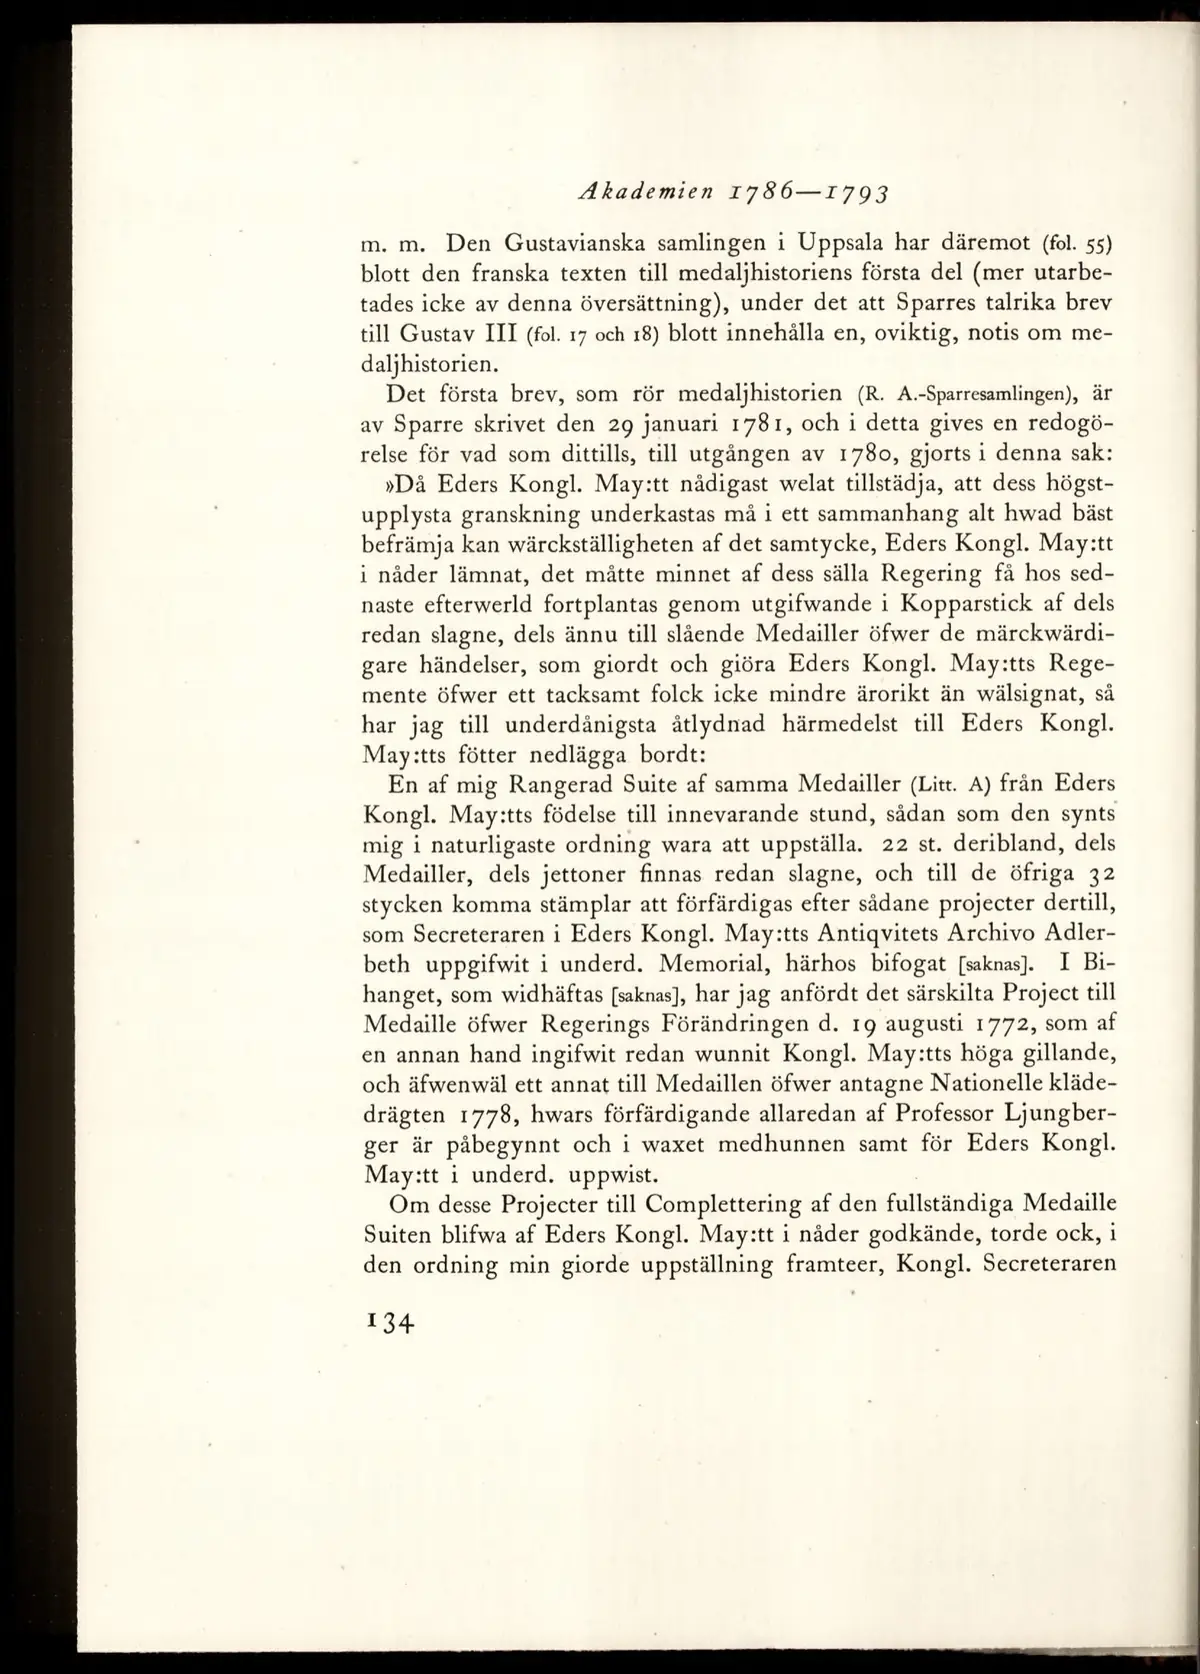 Akademien 1786—1793
m. m. Den Gustavianska samlingen i Uppsala har däremot (fol. 55)
blott den franska texten till medaljhistoriens första del (mer utarbe-
tades icke av denna översättning), under det att Sparres talrika brev
till Gustav III (fol. 17 och 18) blott innehålla en, oviktig, notis om me-
daljhistorien.
Det första brev, som rör medaljhistorien (R. A.-Sparresamlingen), är
av Sparre skrivet den 29 januari 1781, och i detta gives en redogö-
relse för vad som dittills, till utgången av 1780, gjorts i denna sak:
»Då Eders Kongl. May:tt nådigast welat tillstädja, att dess högst-
upplysta granskning underkastas må i ett sammanhang alt hwad bäst
befrämja kan wärckställigheten af det samtycke, Eders Kongl. May:tt
i nåder lämnat, det måtte minnet af dess sälla Regering få hos sed-
naste efterwerld fortplantas genom utgifwande i Kopparstick af dels
redan slagne, dels ännu till slående Medailler öfwer de märckwärdi-
gare händelser, som giordt och giöra Eders Kongl. May:tts Rege-
mente öfwer ett tacksamt folck icke mindre ärorikt än wälsignat, så
har jag till underdånigsta åtlydnad härmedelst till Eders Kongl.
May:tts fötter nedlägga bordt:
En af mig Rangerad Suite af samma Medailler (Litt. A) från Eders
Kongl. May:tts födelse till innevarande stund, sådan som den synts
mig i naturligaste ordning wara att uppställa. 22 st. deribland, dels
Medailler, dels jettoner finnas redan slagne, och till de öfriga 32
stycken komma stämplar att förfärdigas efter sådane projecter dertill,
som Secreteraren i Eders Kongl. May:tts Antiqvitets Archivo Adler-
beth uppgifwit i underd. Memorial, härhos bifogat [saknas]. I Bi-
hanget, som widhäftas [saknas], har jag anfördt det särskilta Project till
Medaille öfwer Regerings Förändringen d. 19 augusti 1772, som af
en annan hand ingifwit redan wunnit Kongl. May:tts höga gillande,
och äfwenwäl ett annat till Medaillen öfwer antagne Nationelle kläde-
drägten 1778, hwars förfärdigande allaredan af Professor Ljungber-
ger är påbegynnt och i waxet medhunnen samt för Eders Kongl.
May:tt i underd. uppwist.
Om desse Projecter till Complettering af den fullständiga Medaille
Suiten blifwa af Eders Kongl. May:tt i nåder godkände, torde ock, i
den ordning min giorde uppställning framteer, Kongl. Secreteraren
134